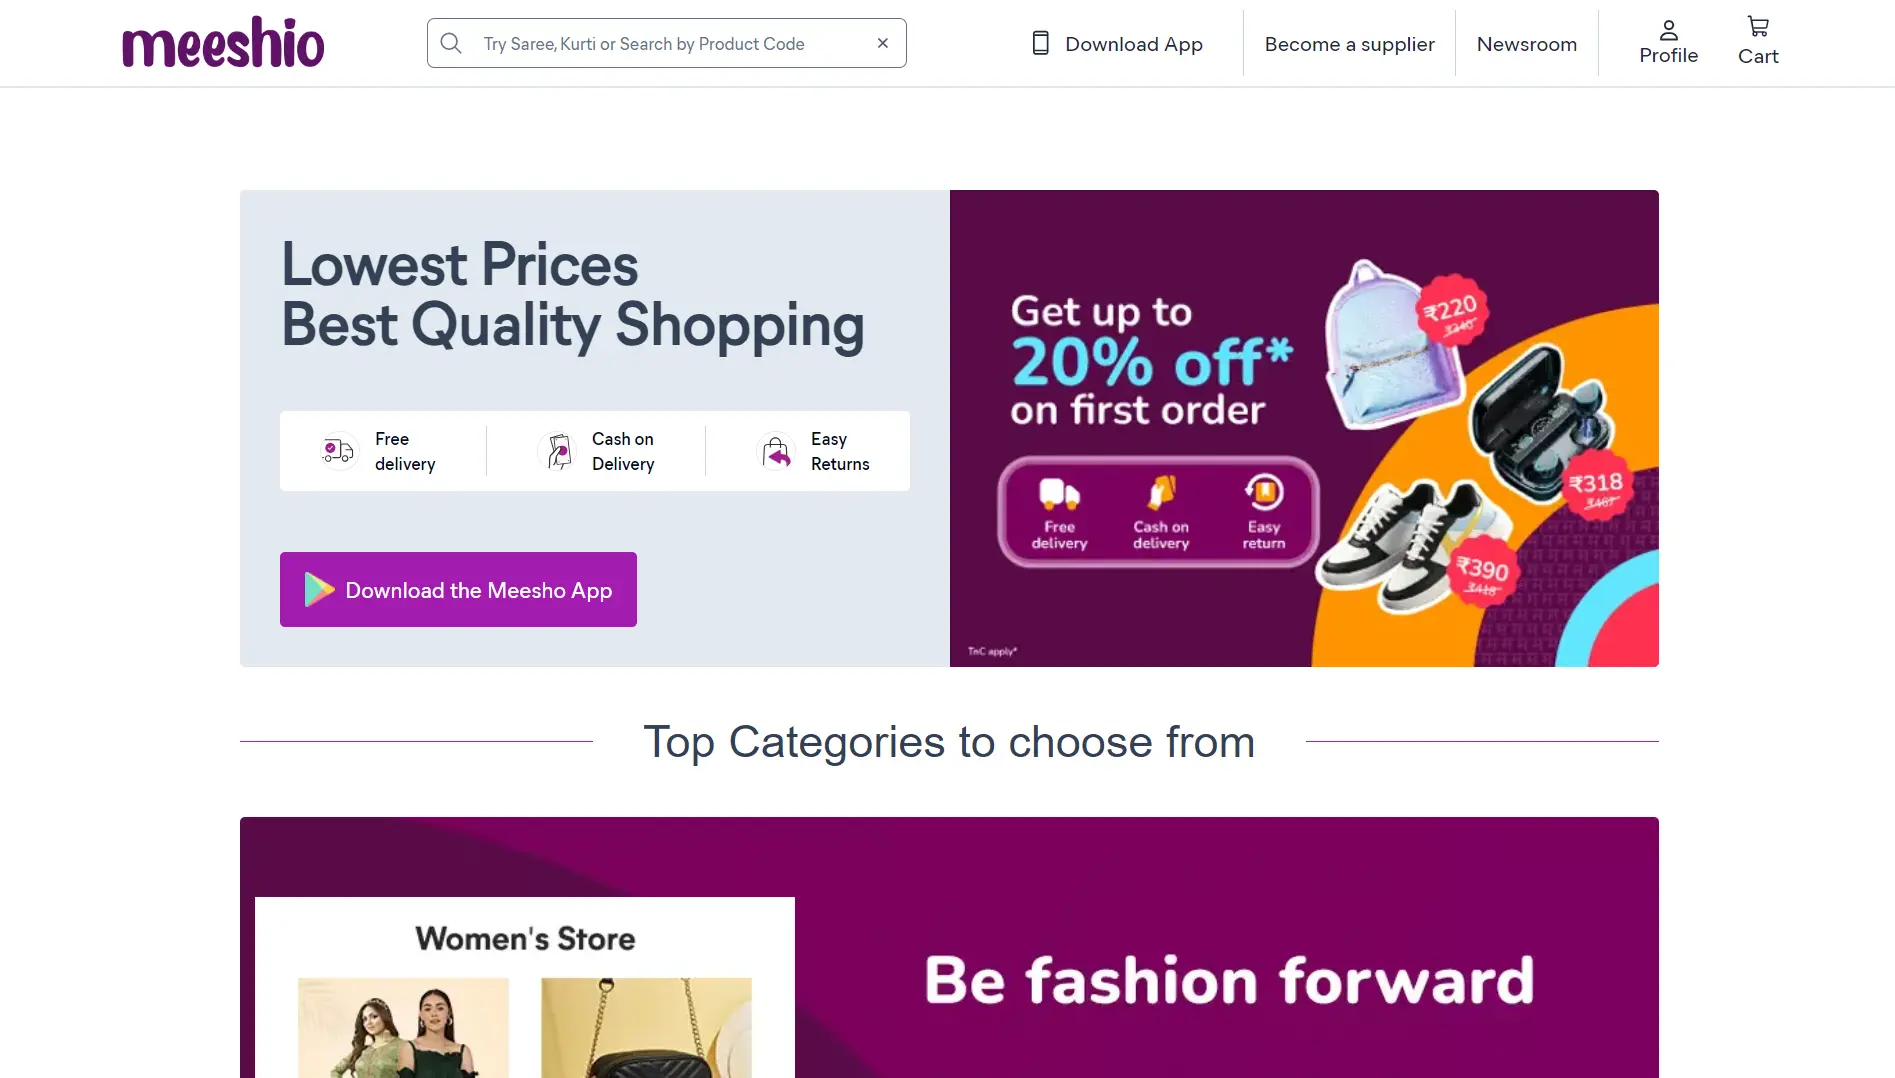 meeshio
Try Saree, Kurti or Search by Product Code
Download App
Become a supplier
Newsroom
Profile
Cart
Lowest Prices
Best Quality Shopping
Free
delivery
Cash on
Delivery
Easy
Returns
Download the Meesho App
Get up to
20% off*
on first order
Free
delivery
Cash on
delivery
Easy
return
₹220
₹318
₹390
TnC apply*
Top Categories to choose from
Women's Store
Be fashion forward